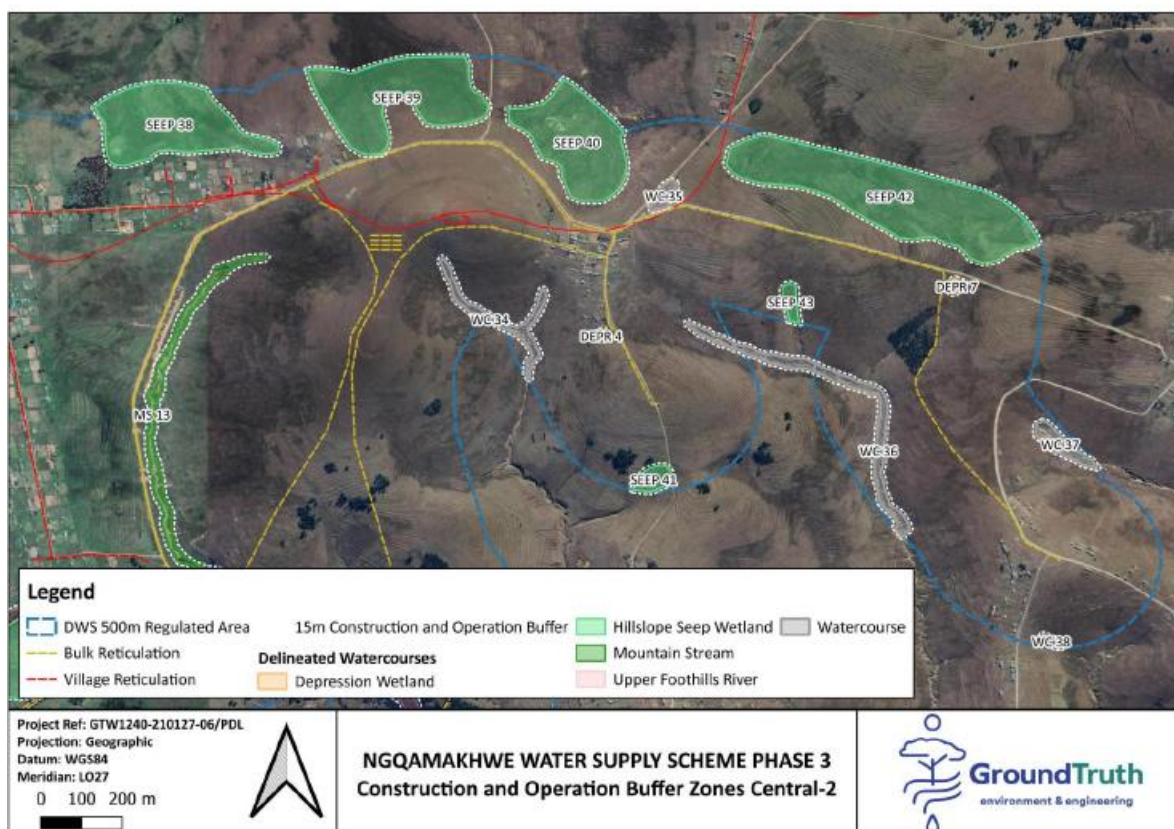 SEEP 38
SEEP 39
SEEP 40
WC 35
SEEP 42
DEPR 7
SEEP 43
WC 34
DEPR 4
MS 13
WC 36
WC 37
SEEP 41
WC 38
Legend
DWS 500m Regulated Area
Bulk Reticulation
Village Reticulation
15m Construction and Operation Buffer
Delineated Watercourses
Depression Wetland
Hillslope Seep Wetland
Mountain Stream
Upper Foothills River
Watercourse
Project Ref: GTW1240-210127-06/PDL
Projection: Geographic
Datum: WGS84
Meridian: LO27
0 100 200 m
NGQAMAKHWE WATER SUPPLY SCHEME PHASE 3
Construction and Operation Buffer Zones Central-2
GroundTruth
environment & engineering